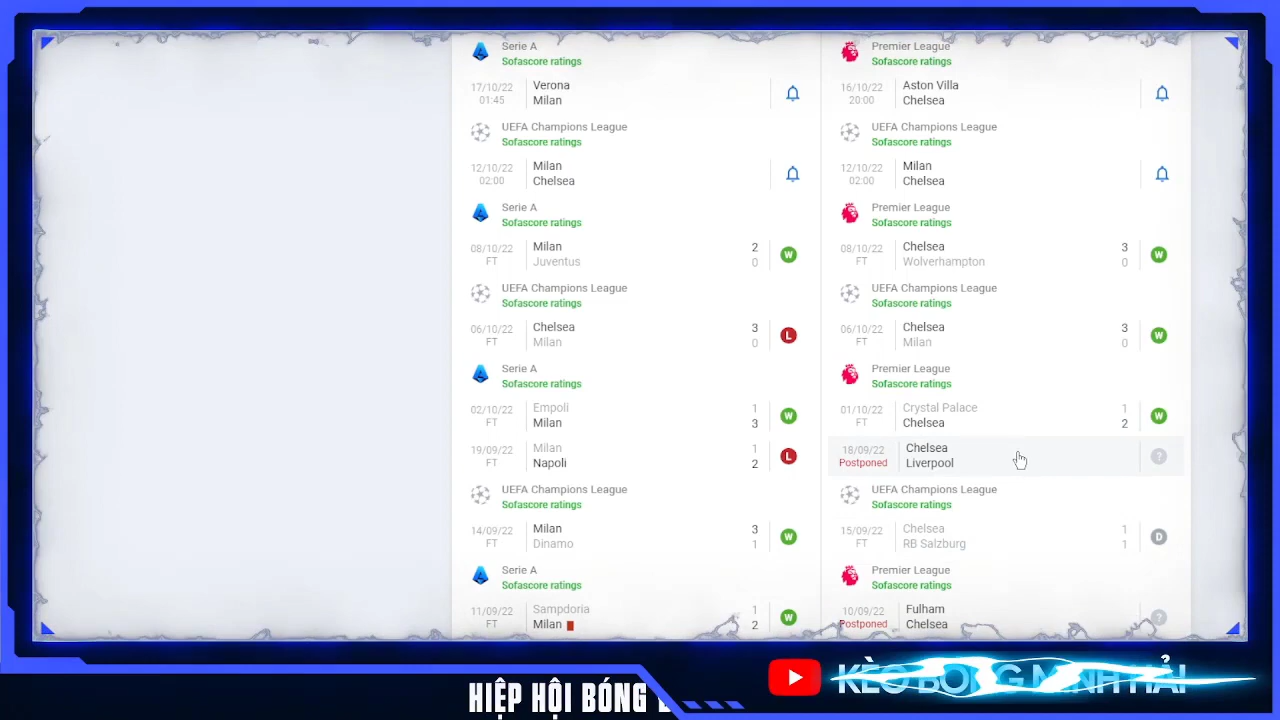 Serie A
Sofascore ratings
17/10/22 Verona
01:45 Milan
UEFA Champions League
Sofascore ratings
12/10/22 Milan
02:00 Chelsea
Serie A
Sofascore ratings
08/10/22 Milan 2 W
FT Juventus 0
UEFA Champions League
Sofascore ratings
06/10/22 Chelsea 3 L
FT Milan 0
Serie A
Sofascore ratings
02/10/22 Empoli 1 W
FT Milan 3
19/09/22 Milan 1 L
FT Napoli 2
UEFA Champions League
Sofascore ratings
14/09/22 Milan 3 W
FT Dinamo 1
Serie A
Sofascore ratings
11/09/22 Sampdoria 1 W
FT Milan 2
Premier League
Sofascore ratings
16/10/22 Aston Villa
20:00 Chelsea
UEFA Champions League
Sofascore ratings
12/10/22 Milan
02:00 Chelsea
Premier League
Sofascore ratings
08/10/22 Chelsea 3 W
FT Wolverhampton 0
UEFA Champions League
Sofascore ratings
06/10/22 Chelsea 3 W
FT Milan 0
Premier League
Sofascore ratings
01/10/22 Crystal Palace 1 W
FT Chelsea 2
18/09/22 Chelsea ?
Postponed Liverpool
UEFA Champions League
Sofascore ratings
15/09/22 Chelsea 1 D
FT RB Salzburg 1
Premier League
Sofascore ratings
10/09/22 Fulham ?
Postponed Chelsea
KÈO BÓNG MINH HẢI
HIỆP HỘI BÓNG